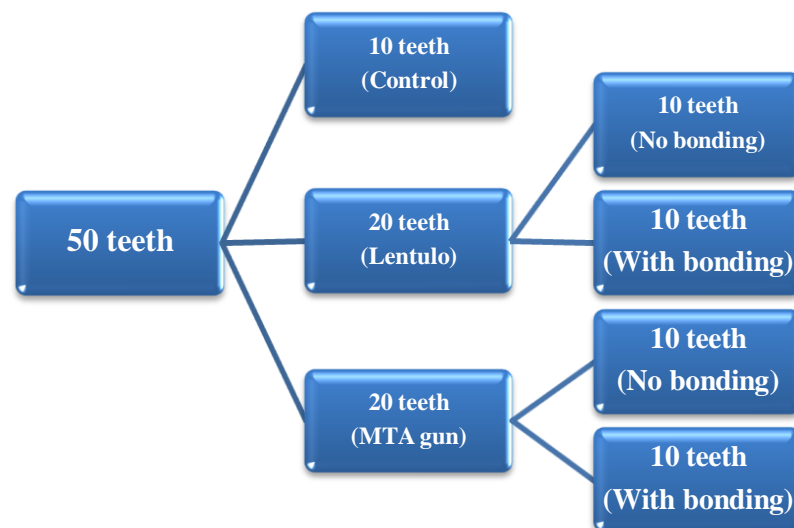 50 teeth
10 teeth
(Control)
20 teeth
(Lentulo)
10 teeth
(No bonding)
10 teeth
(With bonding)
20 teeth
(MTA gun)
10 teeth
(No bonding)
10 teeth
(With bonding)